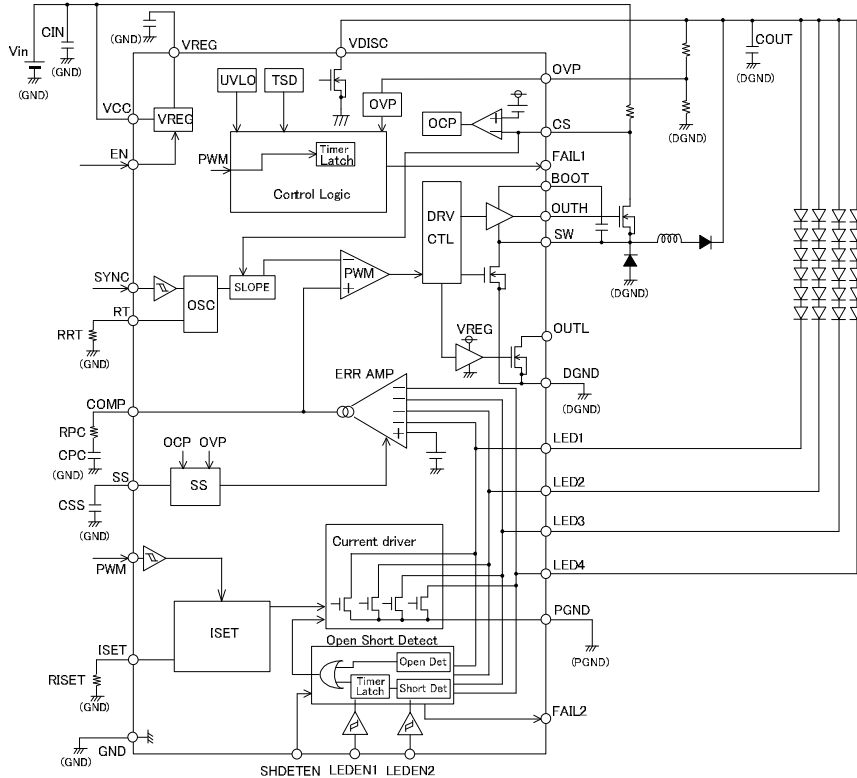 CIN
(GND)
Vin
(GND)
(GND)
VREG
VDISC
COUT
(DGND)
UVLO
TSD
OVP
OVP
VCC
VREG
OCP
CS
(DGND)
EN
PWM
Timer
Latch
Control Logic
FAIL1
BOOT
DRV
CTL
OUTH
SW
(DGND)
SYNC
OSC
SLOPE
PWM
RT
RRT
(GND)
VREG
OUTL
ERR AMP
DGND
(DGND)
COMP
RPC
CPC
(GND)
OCP
OVP
LED1
SS
SS
CSS
(GND)
LED2
LED3
Current driver
PWM
LED4
ISET
PGND
(PGND)
ISET
RISET
(GND)
Open Short Detect
Open Det
Timer
Latch
Short Det
FAIL2
GND
(GND)
SHDETEN
LEDEN1
LEDEN2